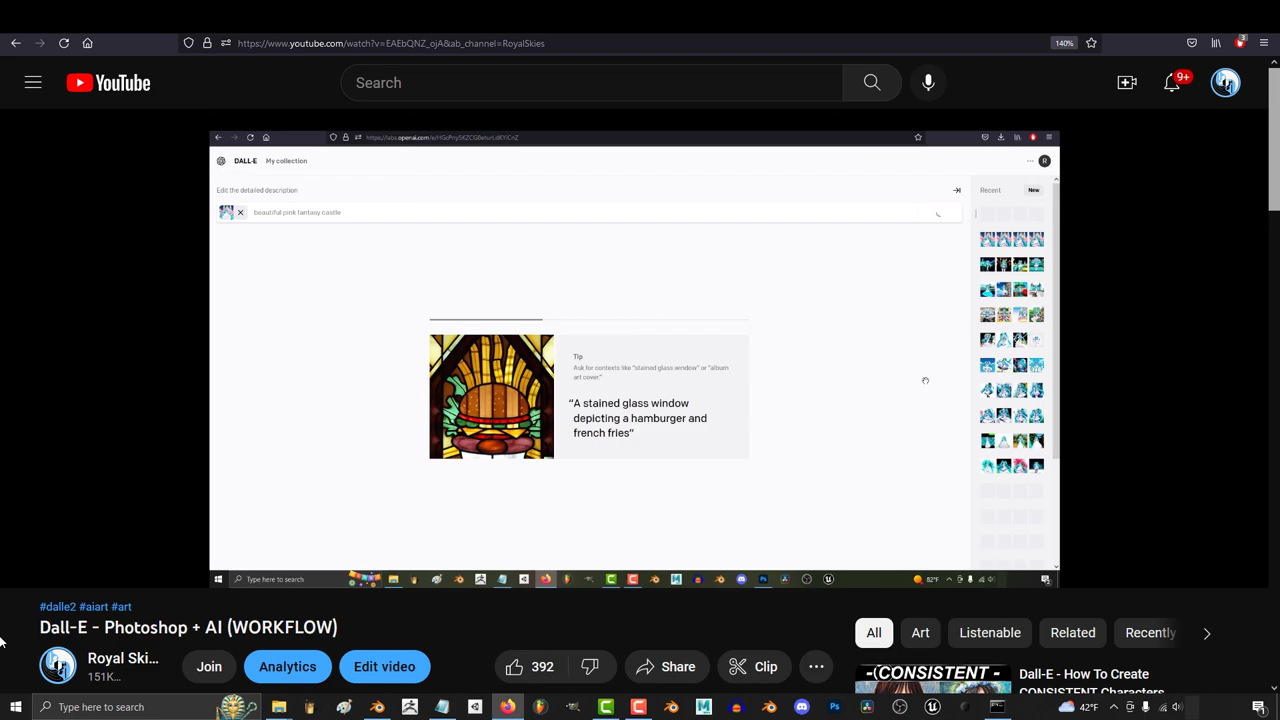 https://www.youtube.com/watch?v=EAEbQNZ_ojA&ab_channel=RoyalSkies
140%
3
YouTube
Search
9+
DALL·E
My collection
R
Edit the detailed description
Recent
New
beautiful pink fantasy castle
Tip
Ask for contexts like “stained glass window” or “album
art cover.”
“A stained glass window
depicting a hamburger and
french fries”
Type here to search
82°F
#dalle2 #aiart #art
Dall-E - Photoshop + AI (WORKFLOW)
Royal Ski...
151K...
Join
Analytics
Edit video
392
Share
Clip
All
Art
Listenable
Related
Recently
-(CONSISTENT)
Dall-E - How To Create
CONSISTENT Characters
Type here to search
42°F